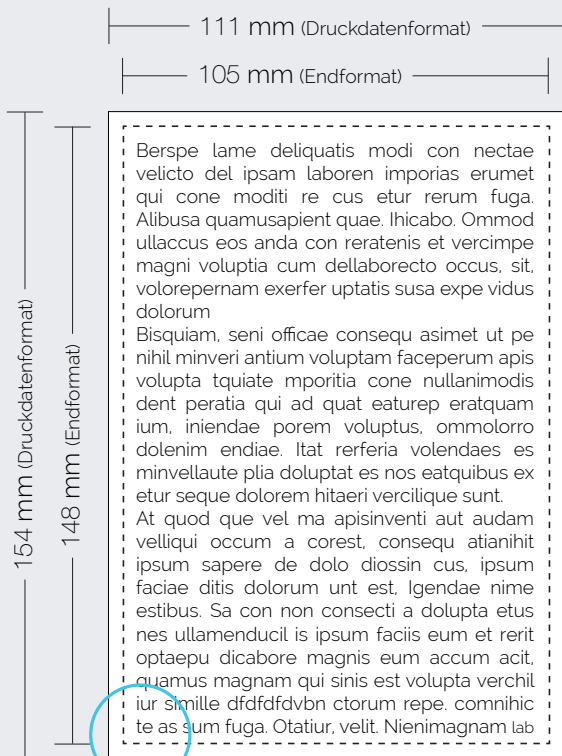 111 mm (Druckdatenformat)
105 mm (Endformat)
154 mm (Druckdatenformat)
148 mm (Endformat)
Berspe lame deliquatis modi con nectae
velicto del ipsam laboren imporias erumet
qui cone moditi re cus etur rerum fuga.
Alibusa quamusapient quae. Ihicabo. Ommod
ullaccus eos anda con reratenis et vercimpe
magni voluptia cum dellaborecto occus, sit,
volorepernam exerfer uptatis susa expe vidus
dolorum
Bisquiam, seni officae consequ asimet ut pe
nihil minveri antium voluptam faceperum apis
volupta tquiate mporitia cone nullanimodis
dent peratia qui ad quat eaturep eratquam
ium, iniendae porem voluptus, ommolorro
dolenim endiae. Itat rerferia volendaes es
minvellaute plia doluptat es nos eatquibus ex
etur seque dolorem hitaeri vercilique sunt.
At quod que vel ma apisinventi aut audam
velliqui occum a corest, consequ atianihit
ipsum sapere de dolo diossin cus, ipsum
faciae ditis dolorum unt est, Igendae nime
estibus. Sa con non consecti a dolupta etus
nes ullamenducil is ipsum faciis eum et rerit
optaepu dicabore magnis eum accum acit,
quamus magnam qui sinis est volupta verchil
iur simille dfdfdfdvbn ctorum repe. comnihic
te as sum fuga. Otatiur, velit. Nienimagnam lab